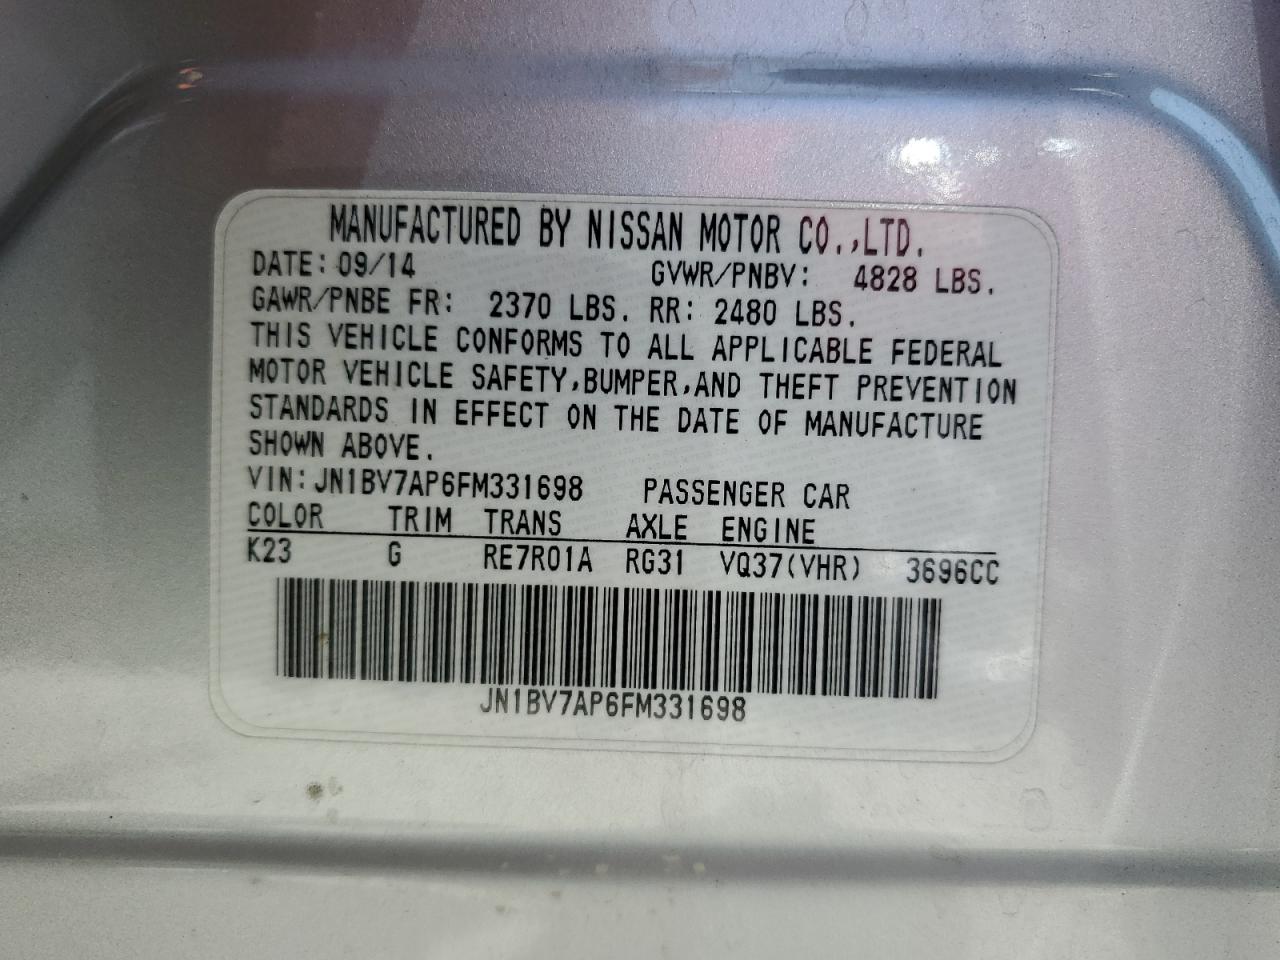 MANUFACTURED BY NISSAN MOTOR CO.,LTD.
DATE: 09/14 GVWR/PNBV: 4828 LBS.
GAWR/PNBE FR: 2370 LBS. RR: 2480 LBS.
THIS VEHICLE CONFORMS TO ALL APPLICABLE FEDERAL
MOTOR VEHICLE SAFETY,BUMPER,AND THEFT PREVENTION
STANDARDS IN EFFECT ON THE DATE OF MANUFACTURE
SHOWN ABOVE.
VIN: JN1BV7AP6FM331698 PASSENGER CAR
COLOR TRIM TRANS AXLE ENGINE
K23 G RE7R01A RG31 VQ37(VHR) 3696CC
JN1BV7AP6FM331698